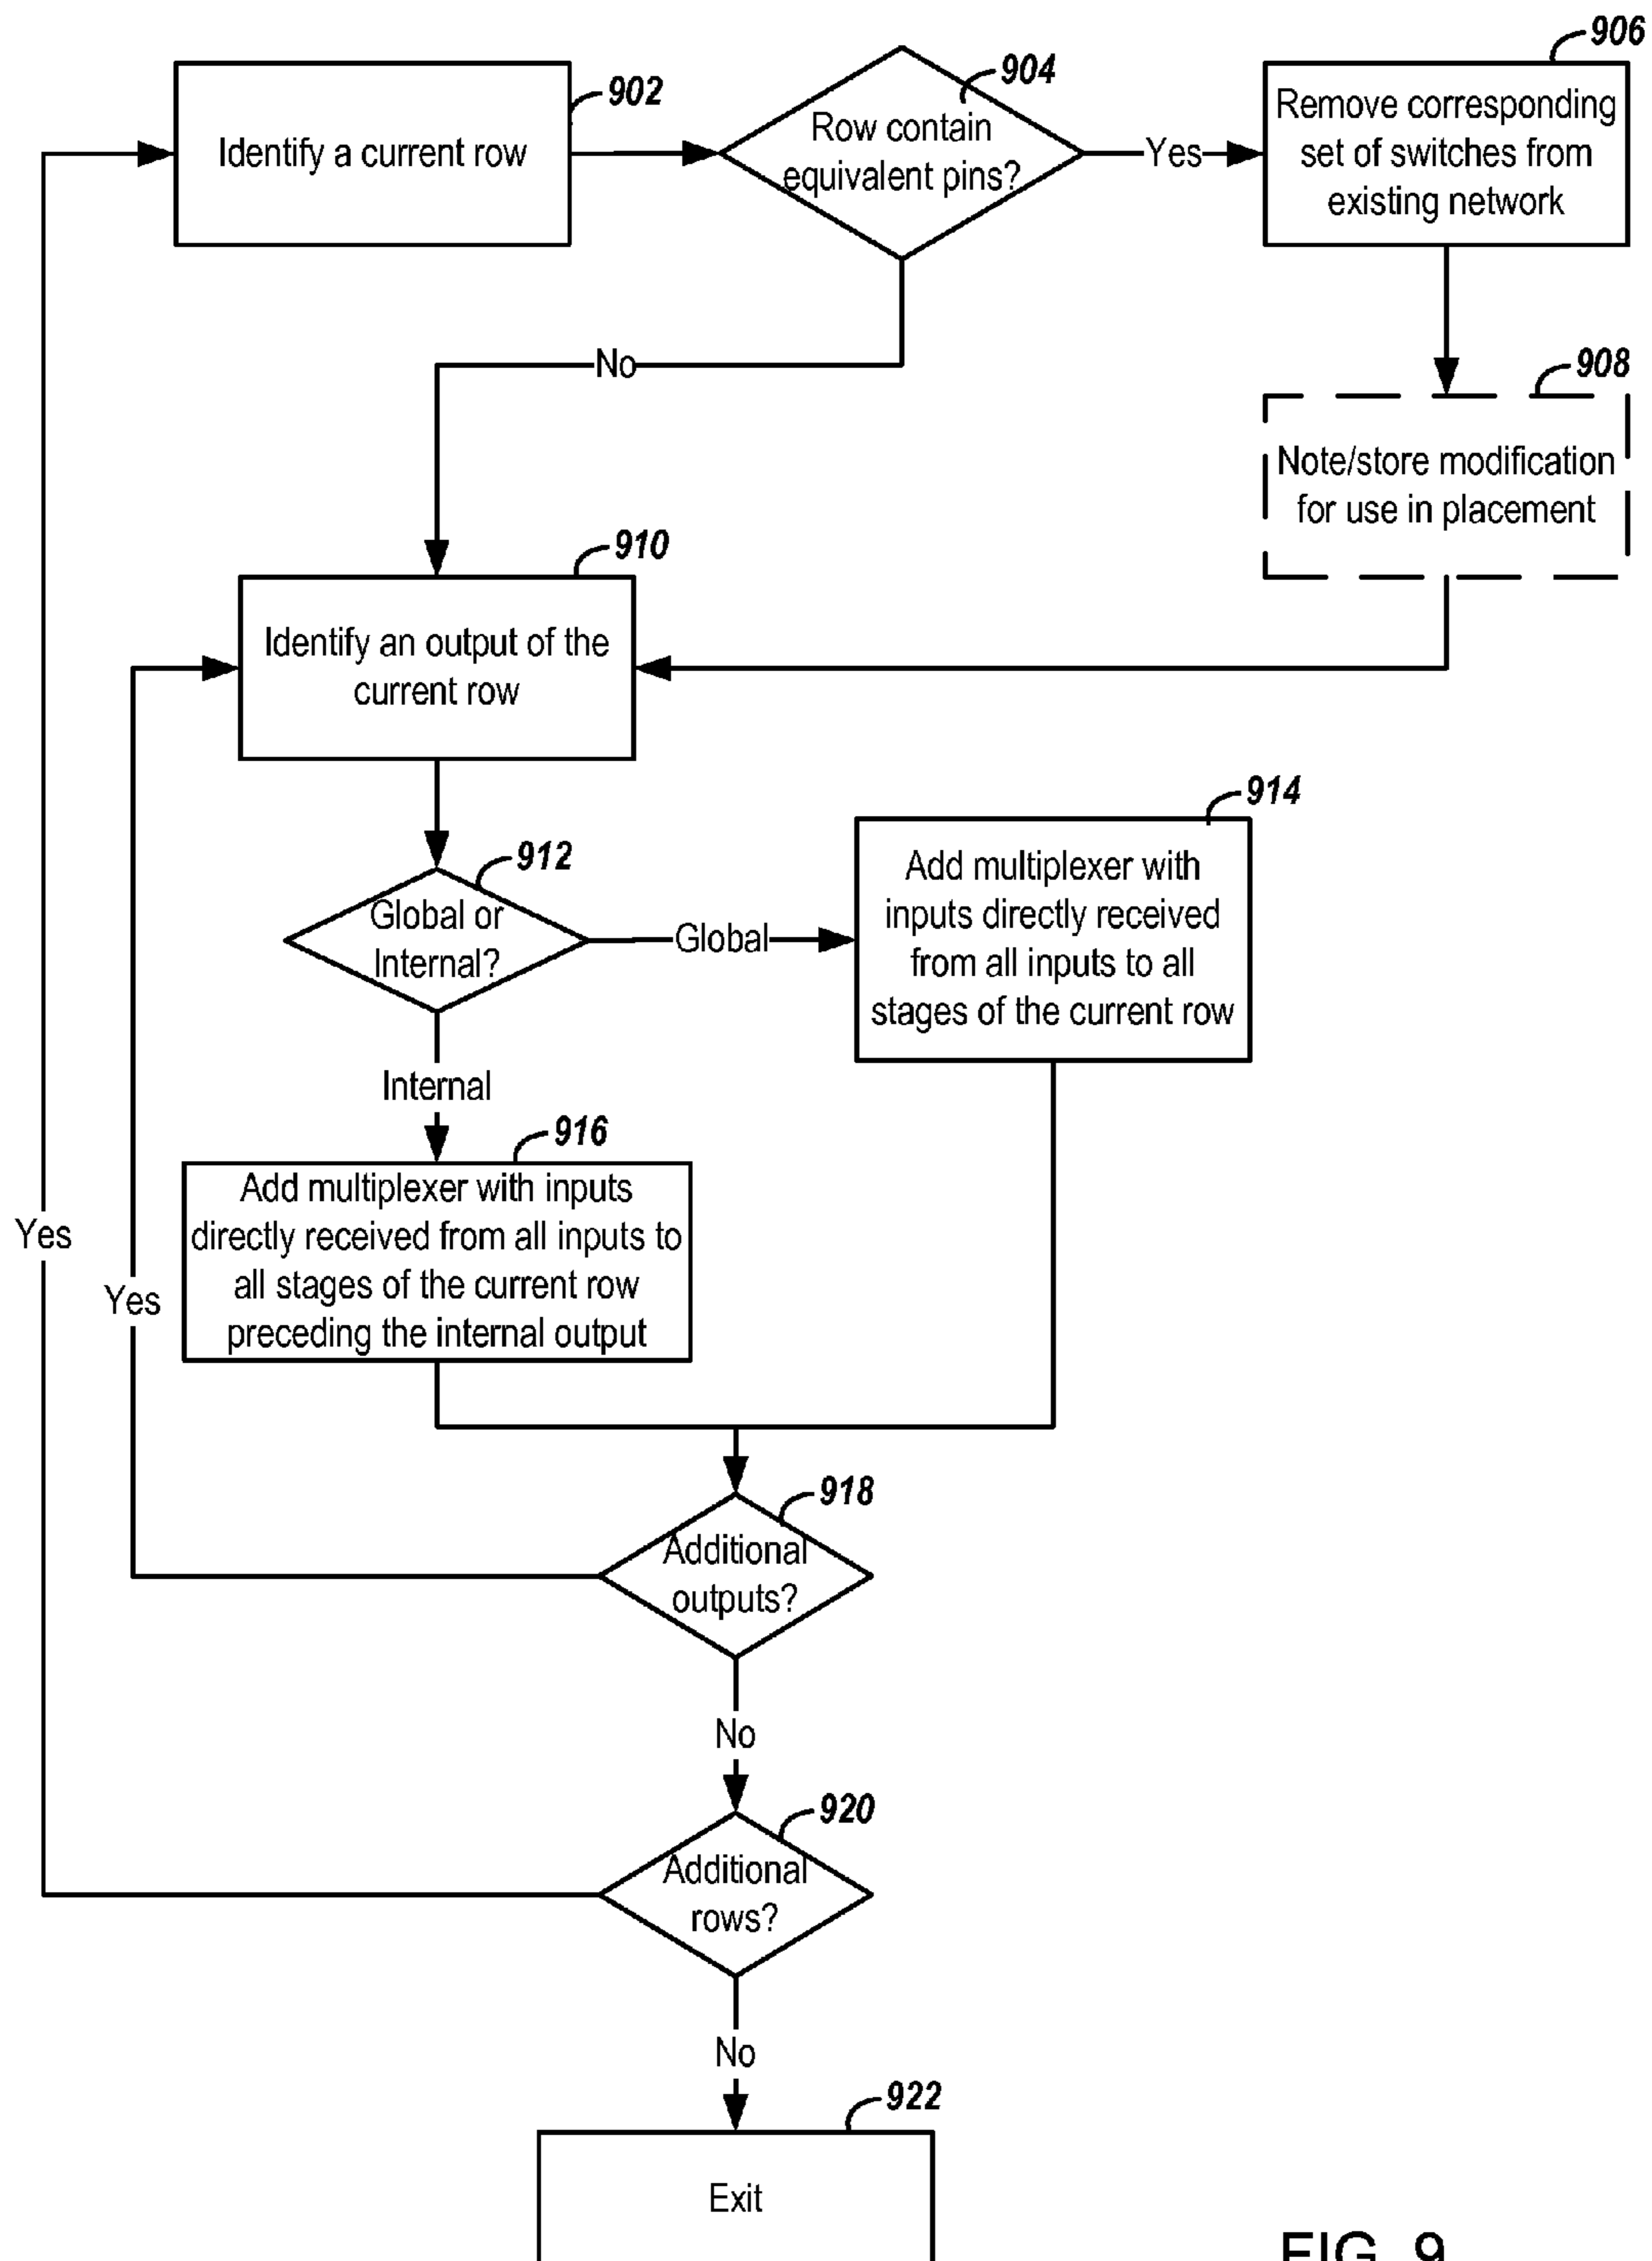 902
Identify a current row
904
Row contain
equivalent pins?
Yes
906
Remove corresponding
set of switches from
existing network
No
908
Note/store modification
for use in placement
910
Identify an output of the
current row
912
Global or
Internal?
Global
914
Add multiplexer with
inputs directly received
from all inputs to all
stages of the current row
Internal
916
Add multiplexer with inputs
directly received from all inputs to
all stages of the current row
preceding the internal output
Yes
Yes
918
Additional
outputs?
No
920
Additional
rows?
No
922
Exit
FIG. 9